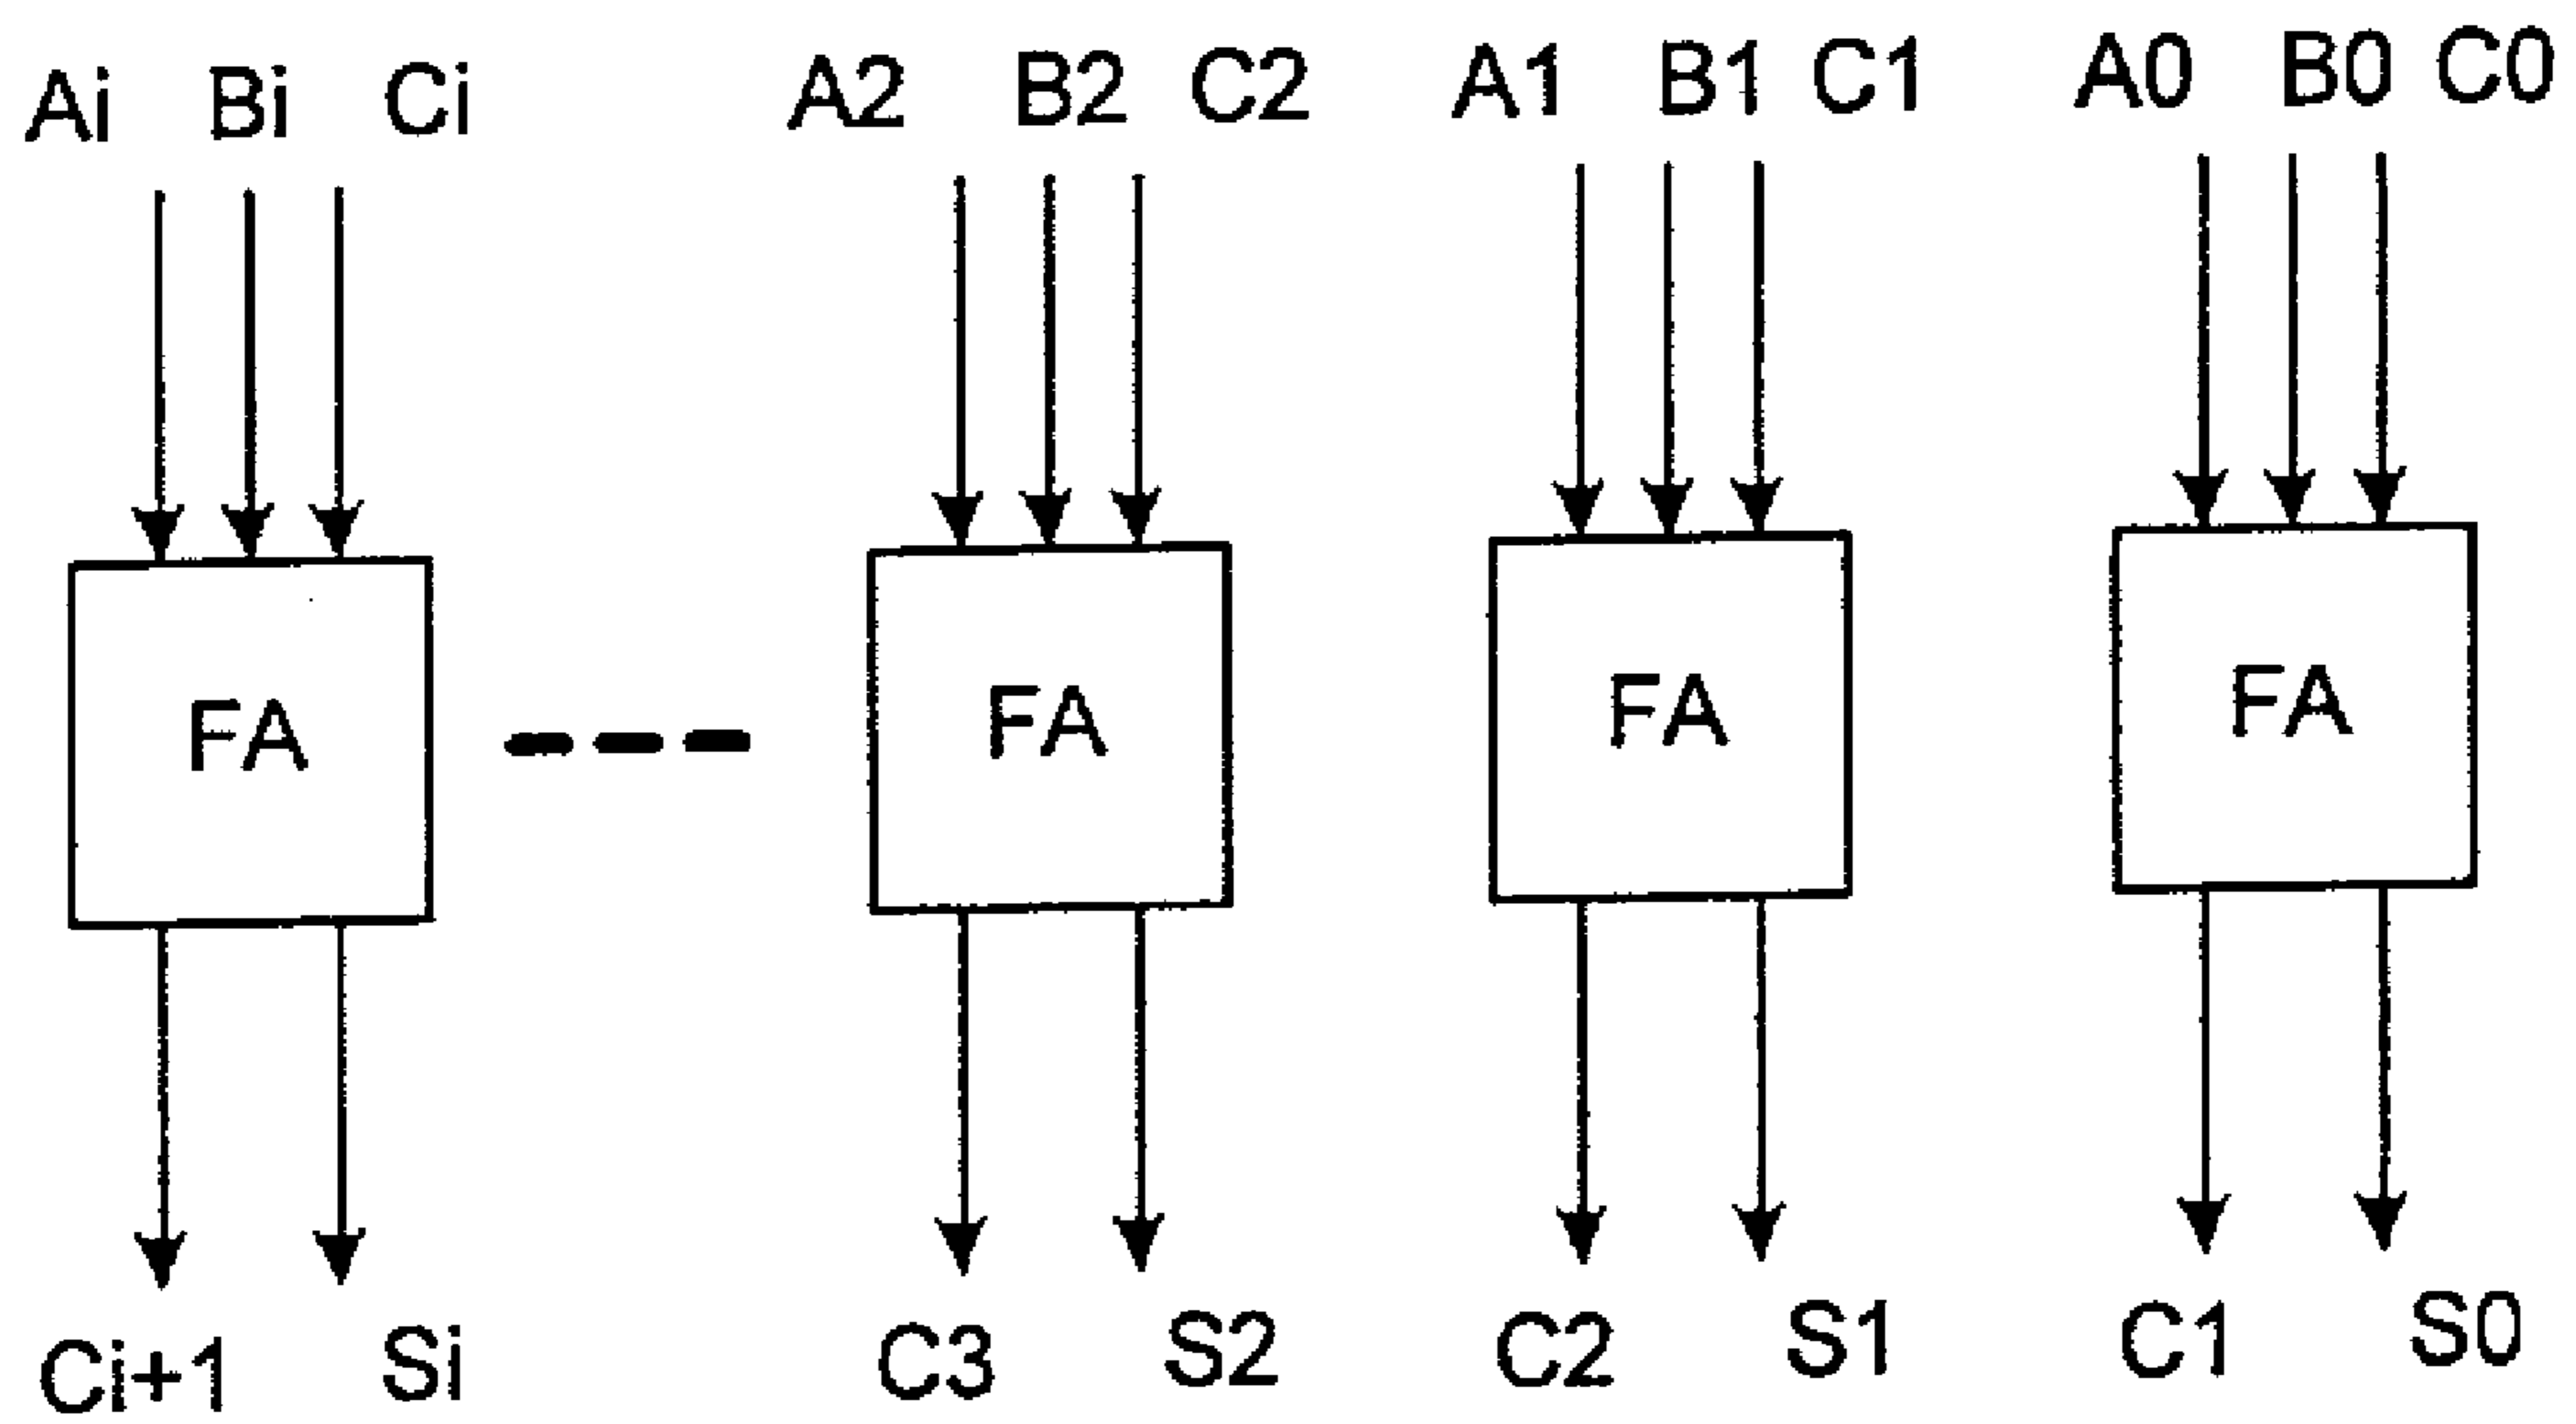 Ai Bi Ci A2 B2 C2 A1 B1 C1 A0 B0 C0
FA FA FA FA
Ci+1 Si C3 S2 C2 S1 C1 S0